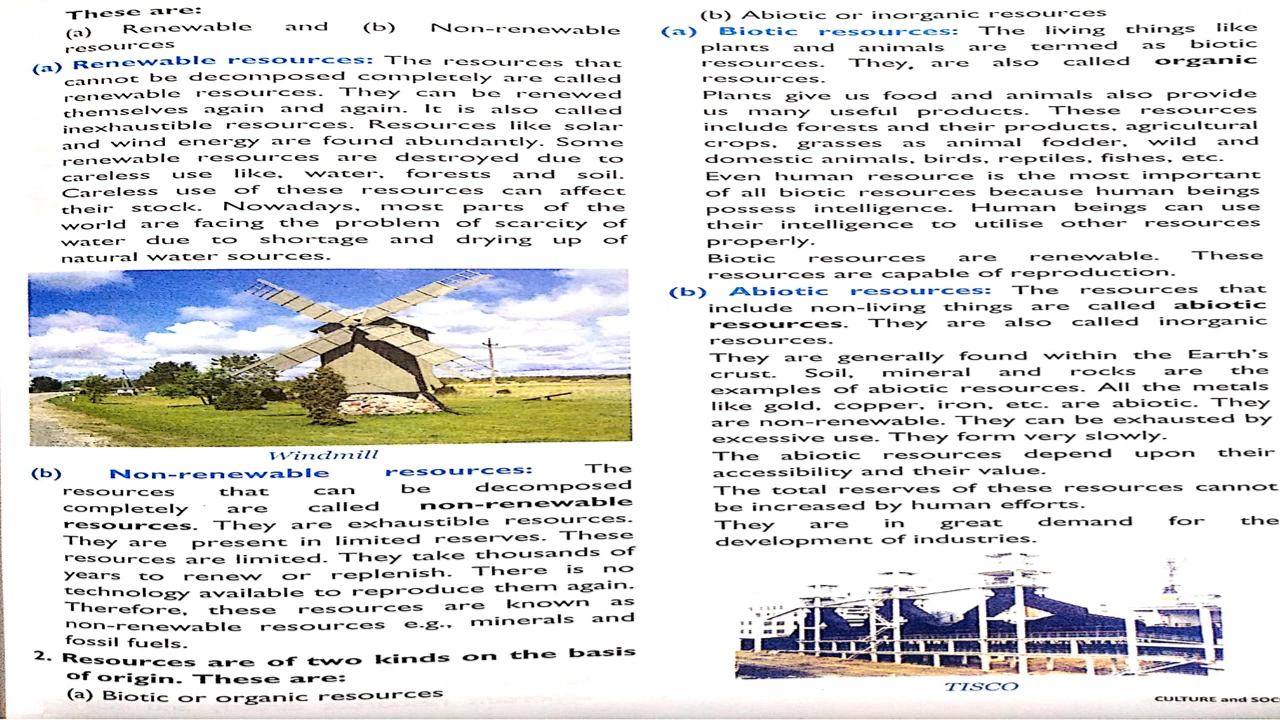 These are:
(a) Renewable and (b) Non-renewable
resources
(a) Renewable resources: The resources that
cannot be decomposed completely are called
renewable resources. They can be renewed
themselves again and again. It is also called
inexhaustible resources. Resources like solar
and wind energy are found abundantly. Some
renewable resources are destroyed due to
careless use like, water, forests and soil.
Careless use of these resources can affect
their stock. Nowadays, most parts of the
world are facing the problem of scarcity of
water due to shortage and drying up of
natural water sources.
Windmill
(b) Non-renewable resources: The
resources that can be decomposed
completely are called non-renewable
resources. They are exhaustible resources.
They are present in limited reserves. These
resources are limited. They take thousands of
years to renew or replenish. There is no
technology available to reproduce them again.
Therefore, these resources are known as
non-renewable resources e.g., minerals and
fossil fuels.
2. Resources are of two kinds on the basis
of origin. These are:
(a) Biotic or organic resources
(b) Abiotic or inorganic resources
(a) Biotic resources: The living things like
plants and animals are termed as biotic
resources. They, are also called organic
resources.
Plants give us food and animals also provide
us many useful products. These resources
include forests and their products, agricultural
crops, grasses as animal fodder, wild and
domestic animals, birds, reptiles, fishes, etc.
Even human resource is the most important
of all biotic resources because human beings
possess intelligence. Human beings can use
their intelligence to utilise other resources
properly.
Biotic resources are renewable. These
resources are capable of reproduction.
(b) Abiotic resources: The resources that
include non-living things are called abiotic
resources. They are also called inorganic
resources.
They are generally found within the Earth's
crust. Soil, mineral and rocks are the
examples of abiotic resources. All the metals
like gold, copper, iron, etc. are abiotic. They
are non-renewable. They can be exhausted by
excessive use. They form very slowly.
The abiotic resources depend upon their
accessibility and their value.
The total reserves of these resources cannot
be increased by human efforts.
They are in great demand for the
development of industries.
TISCO
CULTURE and SOC